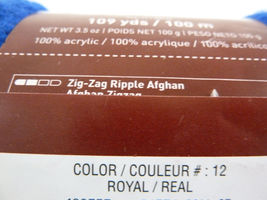 109 yds / 100 m
NET WT 3.5 oz / POIDS NET 100 g / PESO NETO 100 g
100% acrylic / 100% acrylique / 100% acrílico
Zig-Zag Ripple Afghan
Afghan Zigzag
COLOR / COULEUR # : 12
ROYAL / REAL